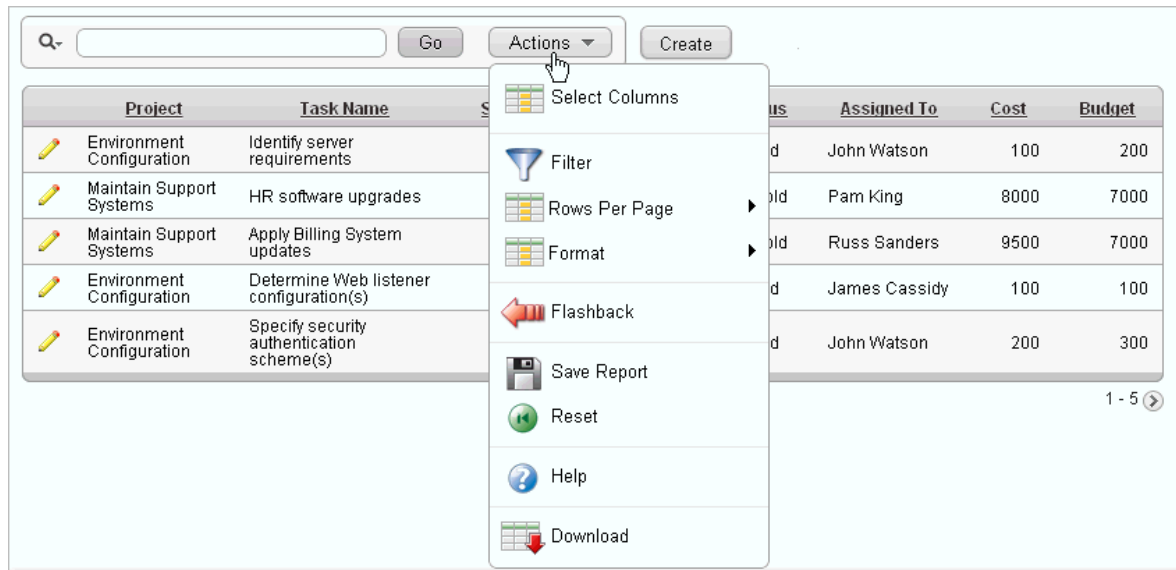 Go Actions Create
Project Task Name S us Assigned To Cost Budget
Environment Configuration Identify server requirements d John Watson 100 200
Maintain Support Systems HR software upgrades old Pam King 8000 7000
Maintain Support Systems Apply Billing System updates old Russ Sanders 9500 7000
Environment Configuration Determine Web listener configuration(s) d James Cassidy 100 100
Environment Configuration Specify security authentication scheme(s) d John Watson 200 300
1 - 5
Select Columns
Filter
Rows Per Page
Format
Flashback
Save Report
Reset
Help
Download